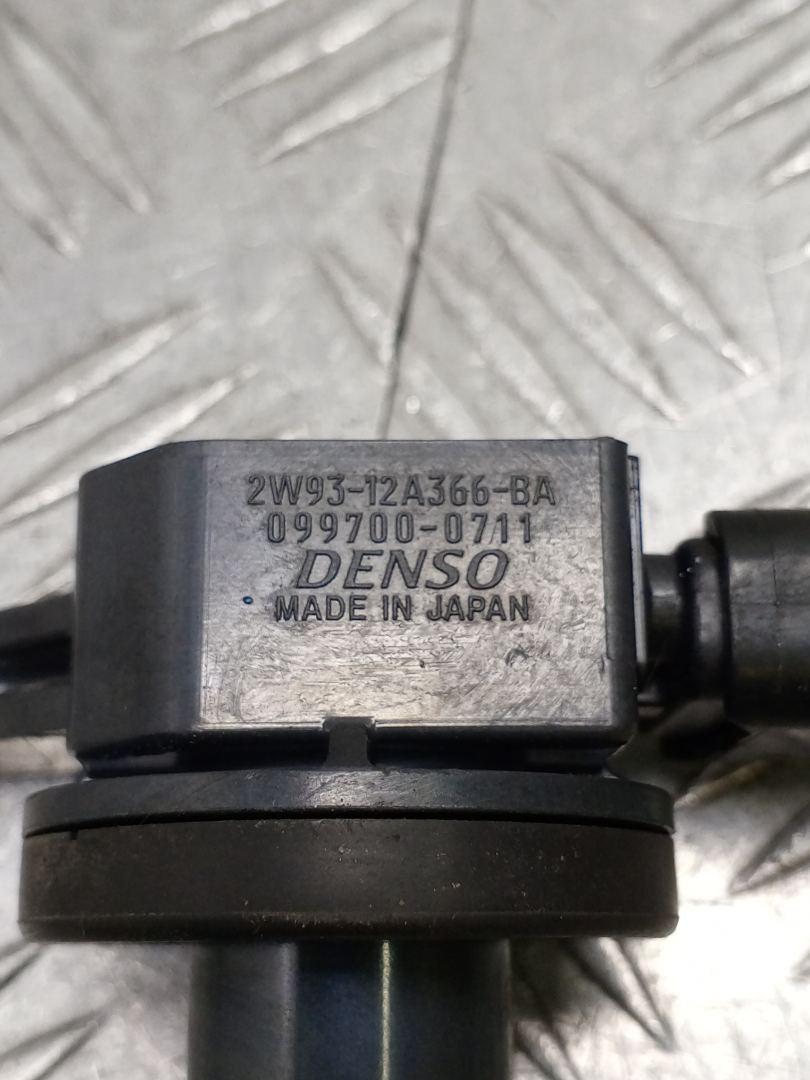 2W93-12A366-BA
099700-0711
DENSO
MADE IN JAPAN